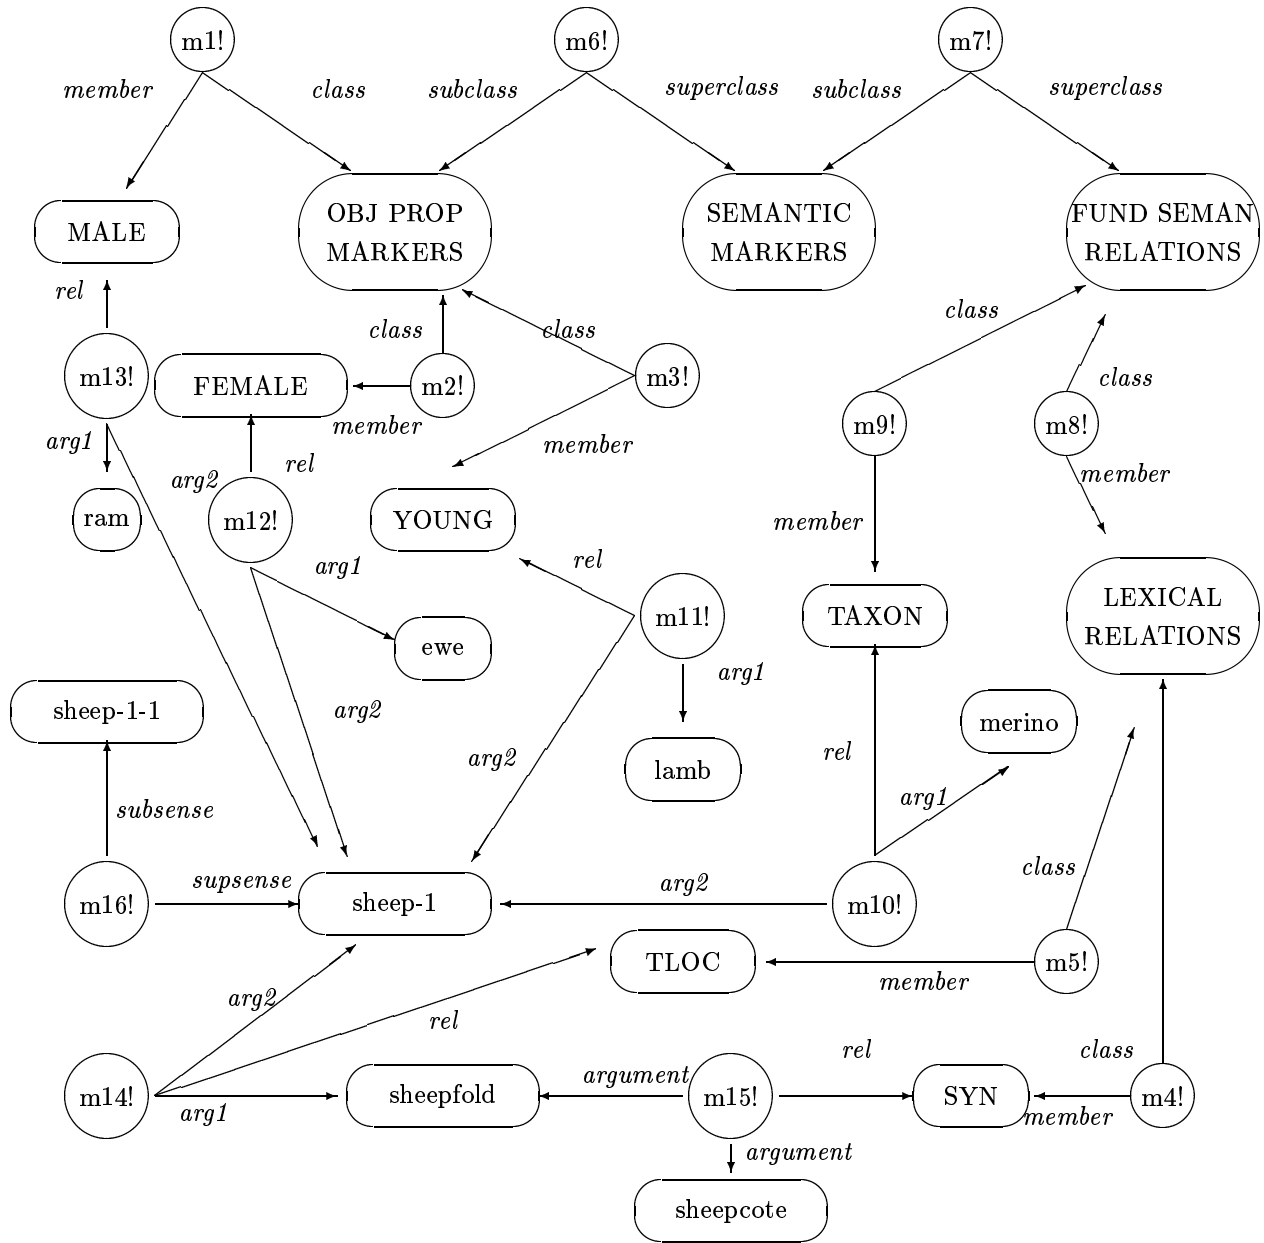 m1!
m6!
m7!
member
class
subclass
superclass
subclass
superclass
MALE
OBJ PROP
MARKERS
SEMANTIC
MARKERS
FUND SEMAN
RELATIONS
rel
class
class
class
class
m13!
FEMALE
m2!
m3!
m9!
m8!
arg1
member
member
member
arg2
rel
ram
m12!
YOUNG
member
arg1
rel
ewe
m11!
TAXON
LEXICAL
RELATIONS
arg1
sheep-1-1
arg2
merino
arg2
lamb
rel
subsense
arg1
class
supsense
arg2
m16!
sheep-1
m10!
TLOC
m5!
arg2
member
rel
rel
class
m14!
sheepfold
argument
m15!
SYN
m4!
arg1
member
argument
sheepcote